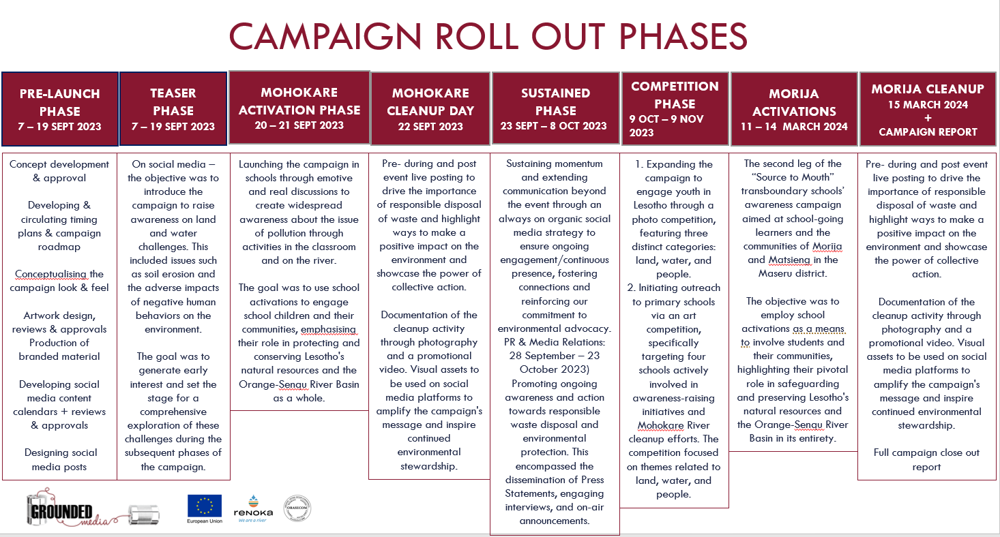 CAMPAIGN ROLL OUT PHASES
PRE-LAUNCH
PHASE
7 – 19 SEPT 2023
Concept development
& approval
Developing &
circulating timing
plans & campaign
roadmap
Conceptualising the
campaign look & feel
Artwork design,
reviews & approvals
Production of
branded material
Developing social
media content
calendars + reviews
& approvals
Designing social
media posts
TEASER
PHASE
7 – 19 SEPT 2023
On social media –
the objective was to
introduce the
campaign to raise
awareness on land
and water
challenges. This
included issues such
as soil erosion and
the adverse impacts
of negative human
behaviors on the
environment.
The goal was to
generate early
interest and set the
stage for a
comprehensive
exploration of these
challenges during the
subsequent phases of
the campaign.
MOHOKARE
ACTIVATION PHASE
20 – 21 SEPT 2023
Launching the campaign in
schools through emotive
and real discussions to
create widespread
awareness about the issue
of pollution through
activities in the classroom
and on the river.
The goal was to use school
activations to engage
school children and their
communities, emphasising
their role in protecting and
conserving Lesotho's
natural resources and the
Orange-Senqu River Basin
as a whole.
MOHOKARE
CLEANUP DAY
22 SEPT 2023
Pre- during and post
event live posting to
drive the importance
of responsible disposal
of waste and highlight
ways to make a
positive impact on the
environment and
showcase the power of
collective action.
Documentation of the
cleanup activity
through photography
and a promotional
video. Visual assets to
be used on social
media platforms to
amplify the campaign's
message and inspire
continued
environmental
stewardship.
SUSTAINED
PHASE
23 SEPT – 8 OCT 2023
Sustaining momentum
and extending
communication beyond
the event through an
always on organic social
media strategy to
ensure ongoing
engagement/continuous
presence, fostering
connections and
reinforcing our
commitment to
environmental advocacy.
PR & Media Relations:
28 September – 23
October 2023)
Promoting ongoing
awareness and action
towards responsible
waste disposal and
environmental
protection. This
encompassed the
dissemination of Press
Statements, engaging
interviews, and on-air
announcements.
COMPETITION
PHASE
9 OCT – 9 NOV
2023
1. Expanding the
campaign to
engage youth in
Lesotho through a
photo competition,
featuring three
distinct categories:
land, water, and
people.
2. Initiating outreach
to primary schools
via an art
competition,
specifically
targeting four
schools actively
involved in
awareness-raising
initiatives and
Mohokare River
cleanup efforts. The
competition focused
on themes related to
land, water, and
people.
MORIJA
ACTIVATIONS
11 – 14 MARCH 2024
The second leg of the
“Source to Mouth”
transboundary schools’
awareness campaign
aimed at school-going
learners and the
communities of Morija
and Matsieng in the
Maseru district.
The objective was to
employ school
activations as a means
to involve students and
their communities,
highlighting their pivotal
role in safeguarding
and preserving Lesotho's
natural resources and
the Orange-Senqu River
Basin in its entirety.
MORIJA CLEANUP
15 MARCH 2024
+
CAMPAIGN REPORT
Pre- during and post event
live posting to drive the
importance of responsible
disposal of waste and
highlight ways to make a
positive impact on the
environment and showcase
the power of collective
action.
Documentation of the
cleanup activity through
photography and a
promotional video. Visual
assets to be used on social
media platforms to
amplify the campaign's
message and inspire
continued environmental
stewardship.
Full campaign close out
report
GROUNDED
media
European Union
renoka
We are a river
ORASECOM